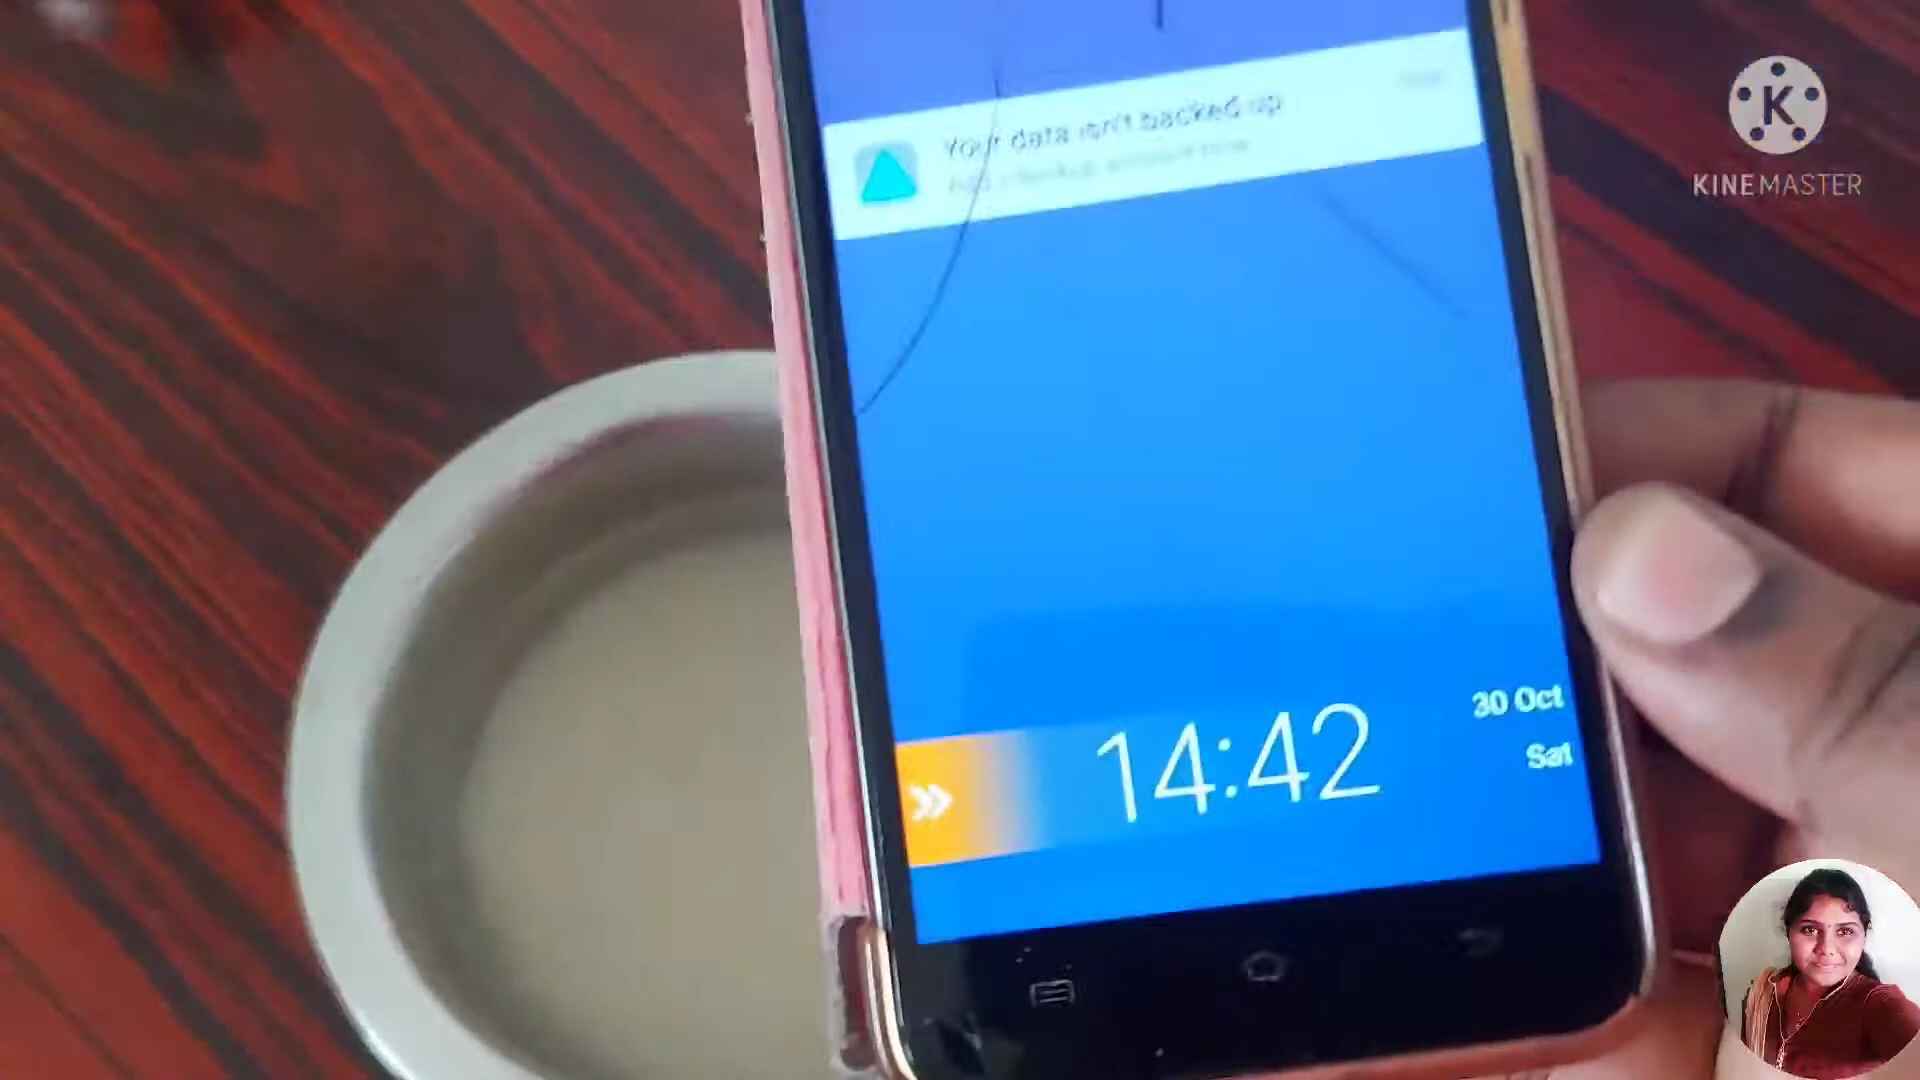 Your data isn't backed up
K
KINEMASTER
14:42
30 Oct
Sat